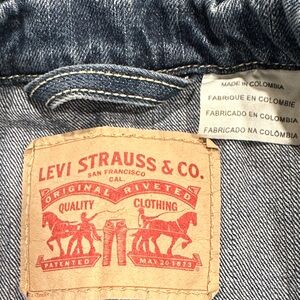 MADE IN COLOMBIA
FABRIQUE EN COLOMBIE
FABRICADO EN COLOMBIA
FABRICADO NA COLÔMBIA
LEVI STRAUSS & CO.
SAN FRANCISCO
CAL.
ORIGINAL RIVETED
QUALITY CLOTHING
PATENTED MAY 20 1873